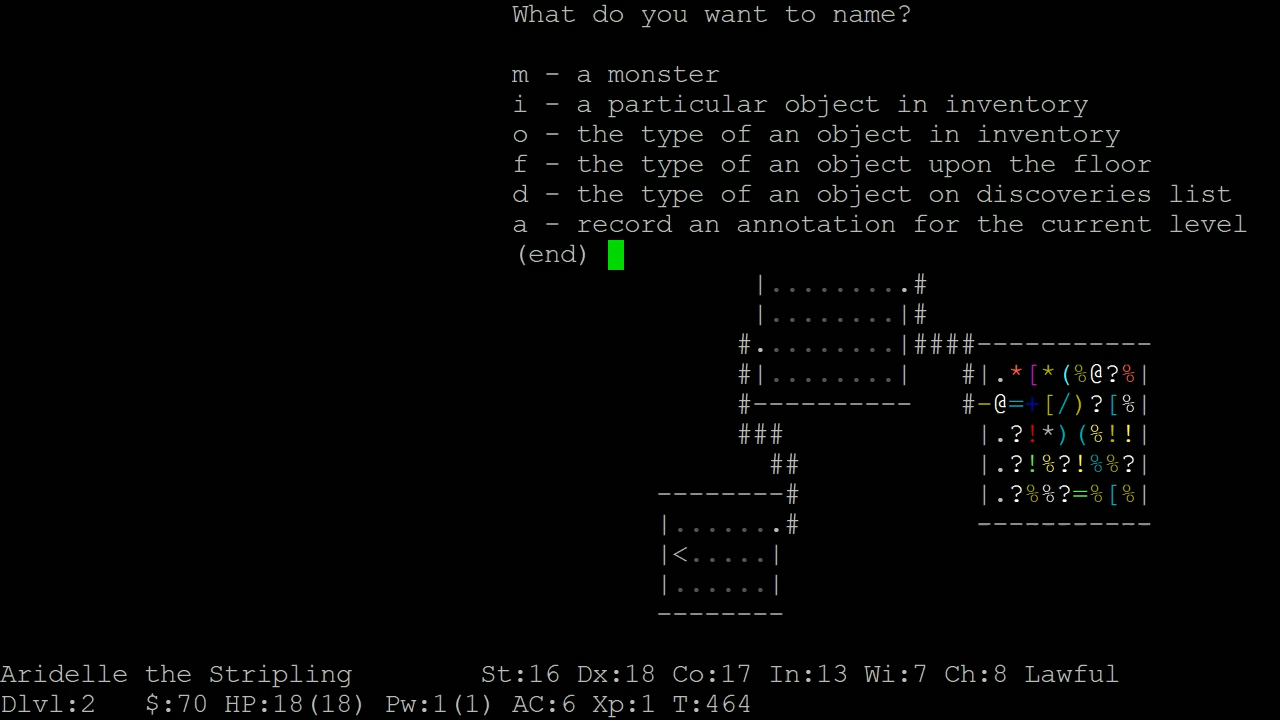 What do you want to name?
m - a monster
i - a particular object in inventory
o - the type of an object in inventory
f - the type of an object upon the floor
d - the type of an object on discoveries list
a - record an annotation for the current level
(end)
|.........#
|........|#
#.........|####-----------
#|........|   #|.*[*(%@?%|
#----------   #-@=+[/)?[%|
###            |.?!*)(%!!|
##           |.?!%?!%%?|
--------#           |.?%%?=%[%|
|.......#            -----------
|<.....|
|......|
--------
Aridelle the Stripling        St:16 Dx:18 Co:17 In:13 Wi:7 Ch:8 Lawful
Dlvl:2   $:70 HP:18(18) Pw:1(1) AC:6 Xp:1 T:464